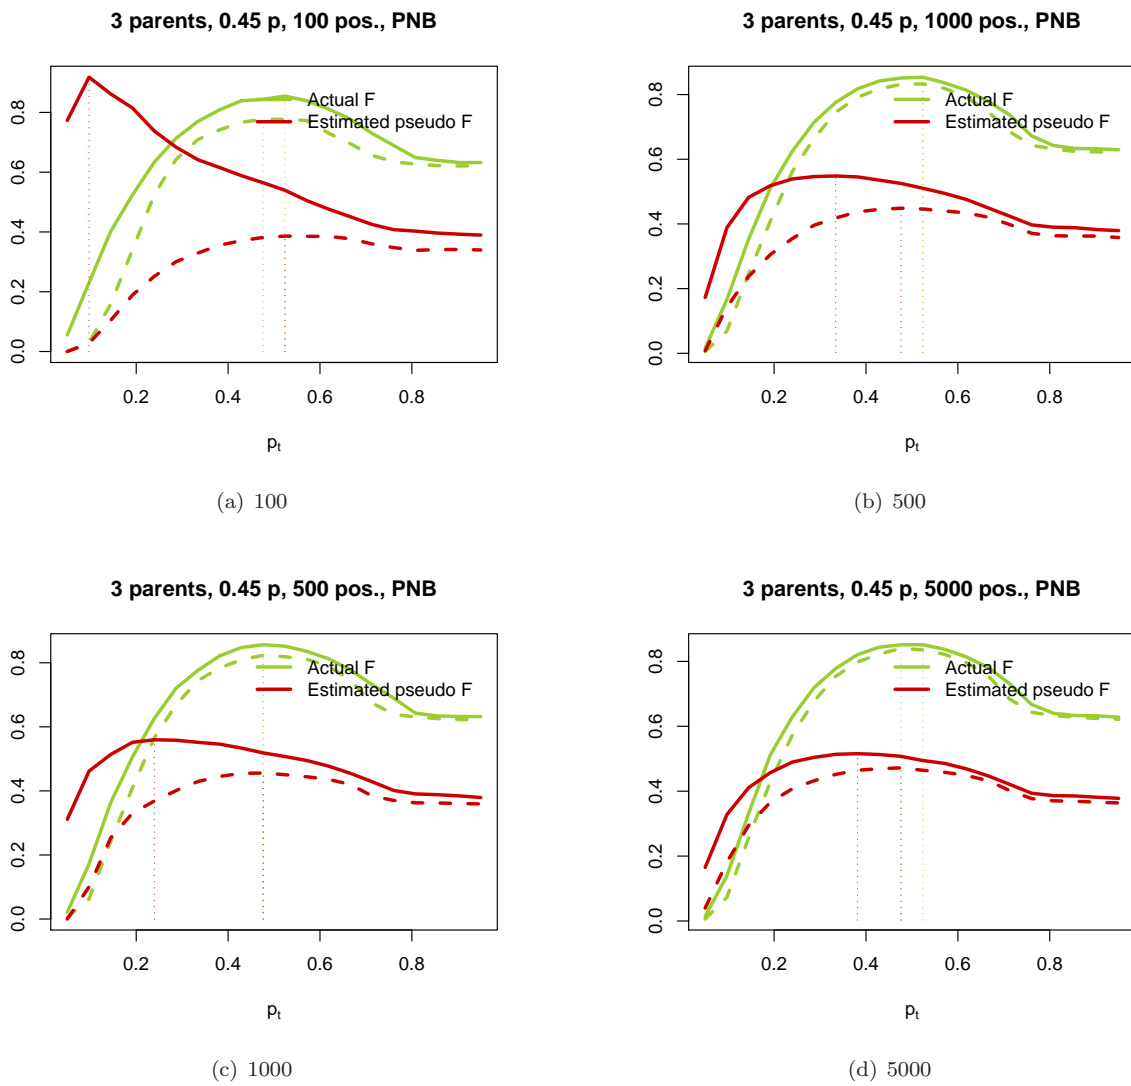 3 parents, 0.45 p, 100 pos., PNB
Actual F
Estimated pseudo F
0.0 0.2 0.4 0.6 0.8
0.2 0.4 0.6 0.8
pt
(a) 100
3 parents, 0.45 p, 1000 pos., PNB
Actual F
Estimated pseudo F
0.0 0.2 0.4 0.6 0.8
0.2 0.4 0.6 0.8
pt
(b) 500
3 parents, 0.45 p, 500 pos., PNB
Actual F
Estimated pseudo F
0.0 0.2 0.4 0.6 0.8
0.2 0.4 0.6 0.8
pt
(c) 1000
3 parents, 0.45 p, 5000 pos., PNB
Actual F
Estimated pseudo F
0.0 0.2 0.4 0.6 0.8
0.2 0.4 0.6 0.8
pt
(d) 5000